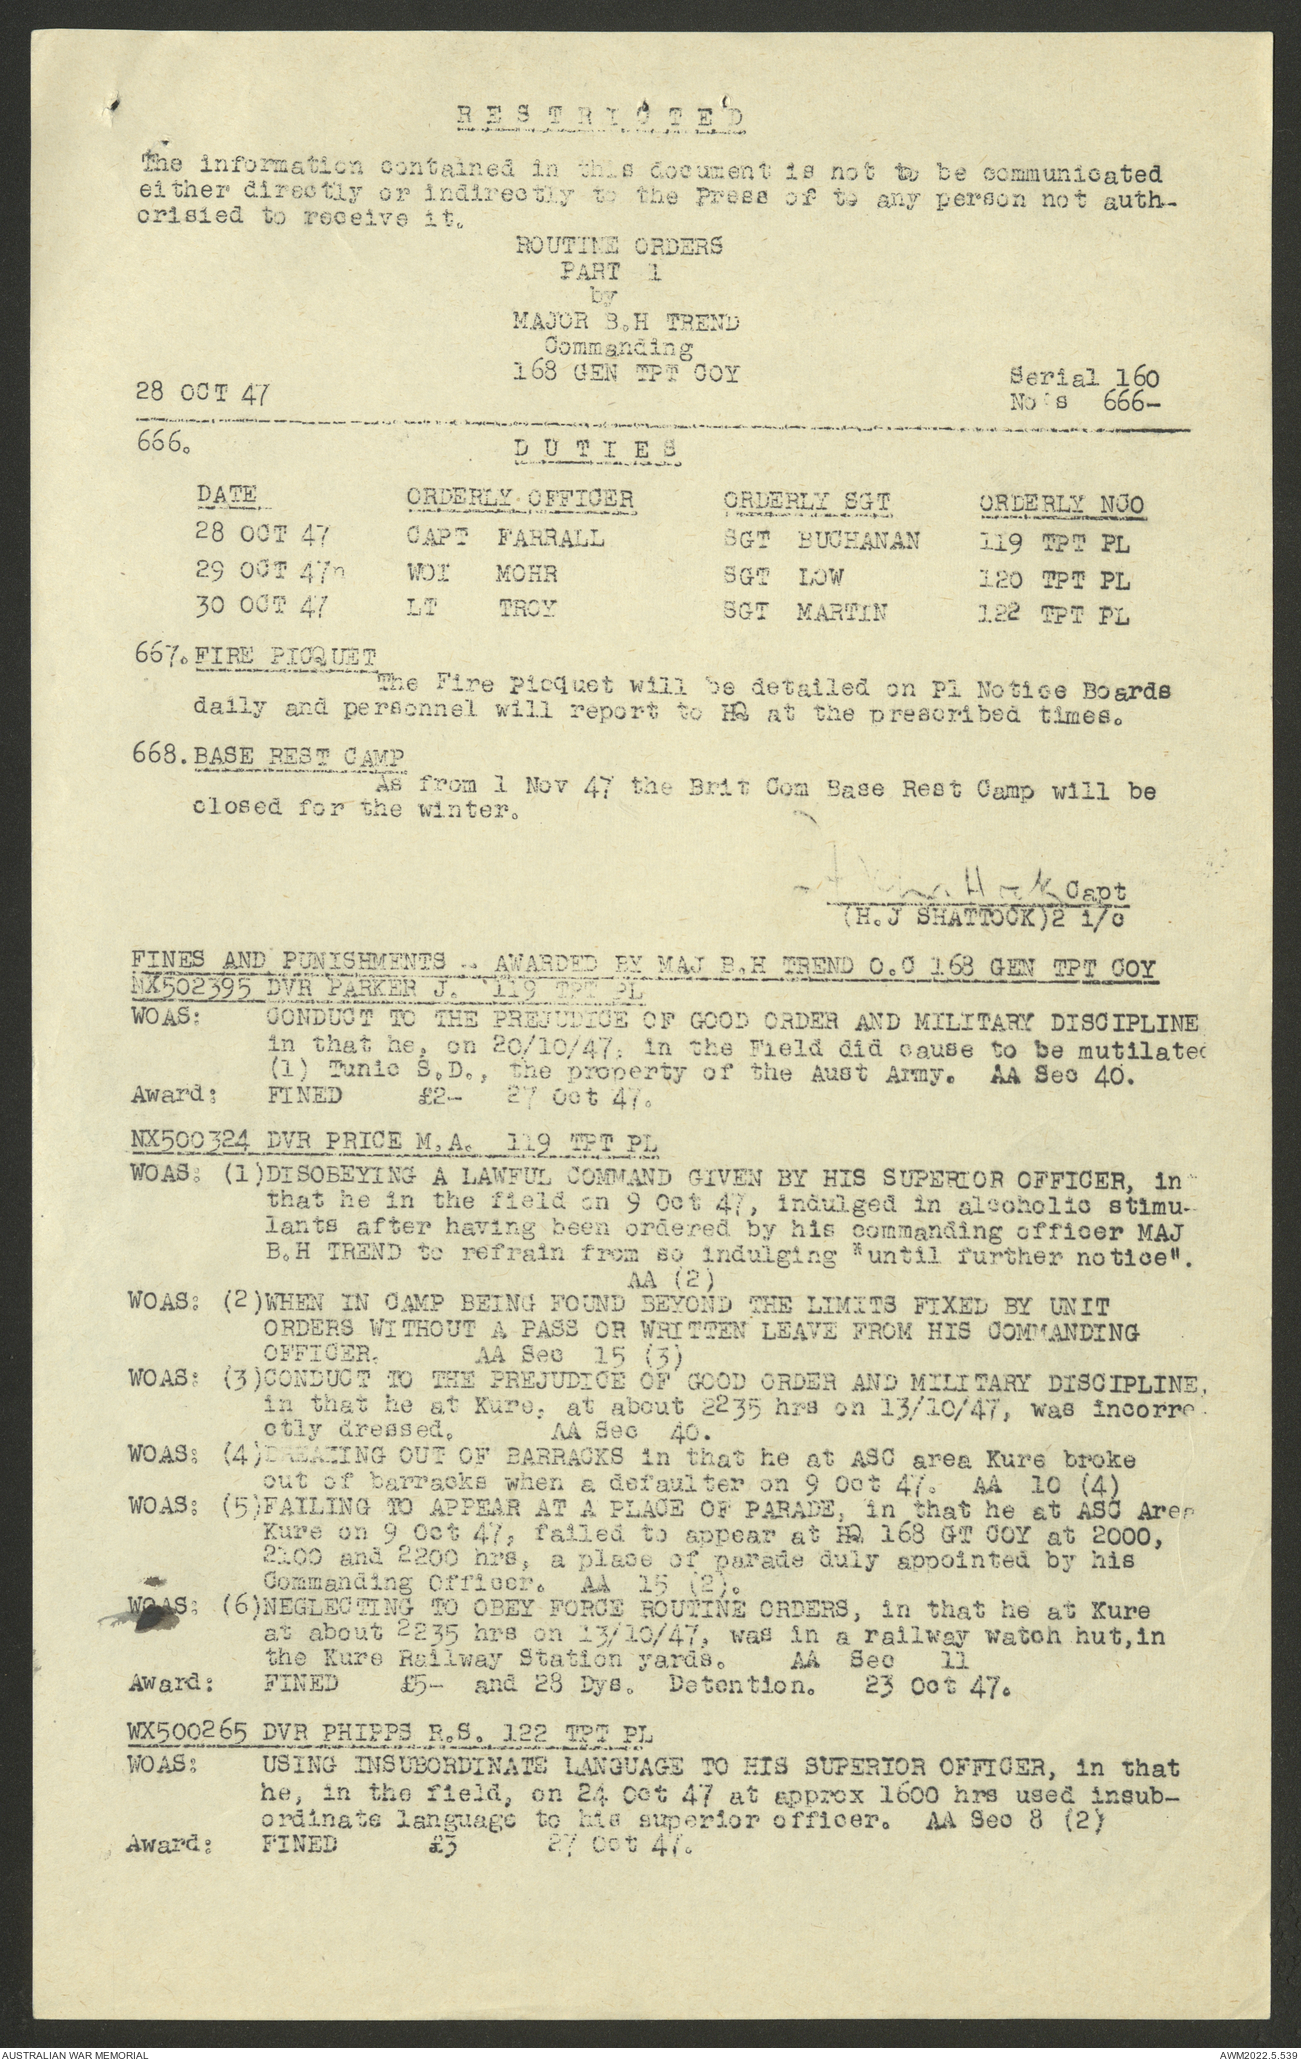 R E S T R I C T E D
The information contained in this document is not to be communicated
either directly or indirectly to the Press of to any person not auth-
orisied to receive it.
ROUTINE ORDERS
PART 1
by
MAJOR B.H TREND
Commanding
168 GEN TPT COY
28 OCT 47
Serial 160
No's 666-
666.
D U T I E S
DATE ORDERLY OFFICER ORDERLY SGT ORDERLY NCO
28 OCT 47 CAPT FARRALL SGT BUCHANAN 119 TPT PL
29 OCT 47n WOI MOHR SGT LOW 120 TPT PL
30 OCT 47 LT TROY SGT MARTIN 122 TPT PL
667. FIRE PICQUET
The Fire Picquet will be detailed on Pl Notice Boards
daily and personnel will report to HQ at the prescribed times.
668. BASE REST CAMP
As from 1 Nov 47 the Brit Com Base Rest Camp will be
closed for the winter.
Capt
(H.J SHATTOCK)2 i/c
FINES AND PUNISHMENTS - AWARDED BY MAJ B.H TREND O.C 168 GEN TPT COY
NX502395 DVR PARKER J. 119 TPT PL
WOAS: CONDUCT TO THE PREJUDICE OF GOOD ORDER AND MILITARY DISCIPLINE
in that he, on 20/10/47, in the Field did cause to be mutilated
(1) Tunic S.D., the property of the Aust Army. AA Sec 40.
Award: FINED £2- 27 Oct 47.
NX500324 DVR PRICE M.A. 119 TPT PL
WOAS: (1)DISOBEYING A LAWFUL COMMAND GIVEN BY HIS SUPERIOR OFFICER, in
that he in the field on 9 Oct 47, indulged in alcoholic stimu-
lants after having been ordered by his commanding officer MAJ
B.H TREND to refrain from so indulging "until further notice".
AA (2)
WOAS: (2)WHEN IN CAMP BEING FOUND BEYOND THE LIMITS FIXED BY UNIT
ORDERS WITHOUT A PASS OR WRITTEN LEAVE FROM HIS COMMANDING
OFFICER. AA Sec 15 (3)
WOAS: (3)CONDUCT TO THE PREJUDICE OF GOOD ORDER AND MILITARY DISCIPLINE,
in that he at Kure, at about 2235 hrs on 13/10/47, was incorre-
ctly dressed. AA Sec 40.
WOAS: (4)BREAKING OUT OF BARRACKS in that he at ASC area Kure broke
out of barracks when a defaulter on 9 Oct 47. AA 10 (4)
WOAS: (5)FAILING TO APPEAR AT A PLACE OF PARADE, in that he at ASC Area
Kure on 9 Oct 47, failed to appear at HQ 168 GT COY at 2000,
2100 and 2200 hrs, a place of parade duly appointed by his
Commanding Officer. AA 15 (2).
WOAS: (6)NEGLECTING TO OBEY FORCE ROUTINE ORDERS, in that he at Kure
at about 2235 hrs on 13/10/47, was in a railway watch hut,in
the Kure Railway Station yards. AA Sec 11
Award: FINED £5- and 28 Dys. Detention. 23 Oct 47.
WX500265 DVR PHIPPS R.S. 122 TPT PL
WOAS: USING INSUBORDINATE LANGUAGE TO HIS SUPERIOR OFFICER, in that
he, in the field, on 24 Oct 47 at approx 1600 hrs used insub-
ordinate language to his superior officer. AA Sec 8 (2)
Award: FINED £3 27 Oct 47.
AUSTRALIAN WAR MEMORIAL
AWM2022.5.539